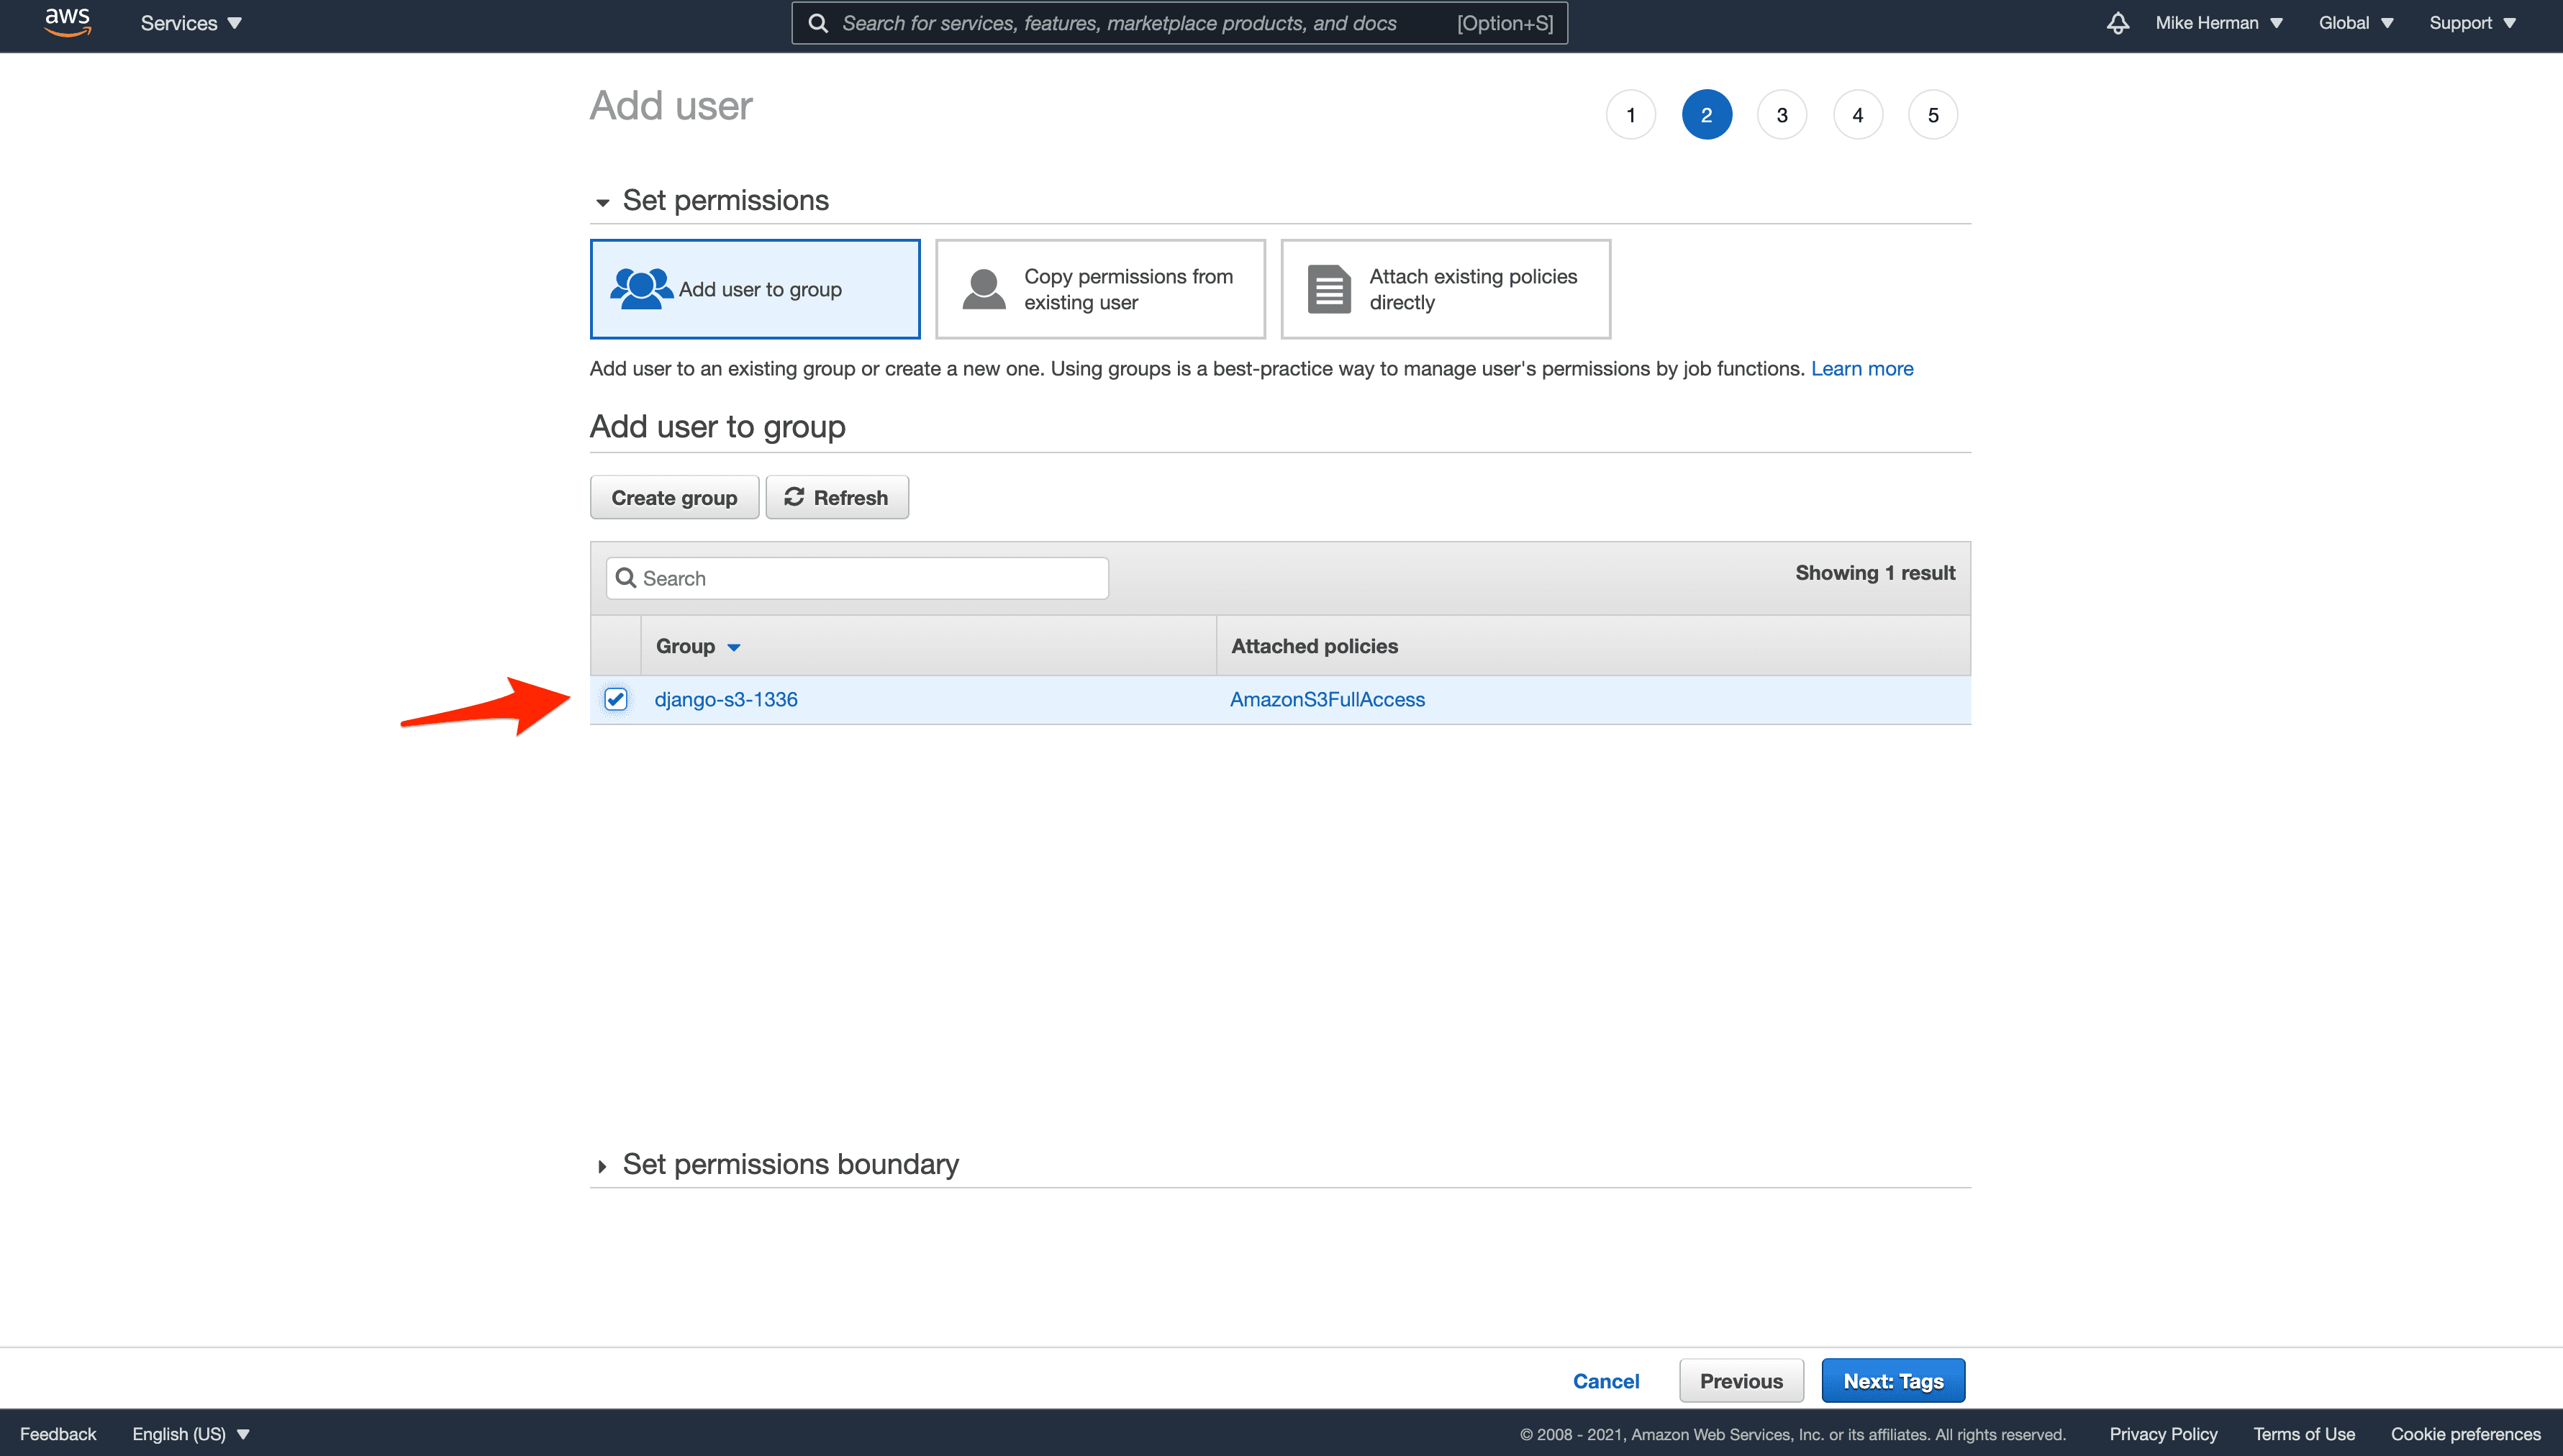 aws
Services
Search for services, features, marketplace products, and docs [Option+S]
Mike Herman
Global
Support
Add user
1 2 3 4 5
Set permissions
Add user to group
Copy permissions from
existing user
Attach existing policies
directly
Add user to an existing group or create a new one. Using groups is a best-practice way to manage user's permissions by job functions. Learn more
Add user to group
Create group
Refresh
Search
Showing 1 result
Group
Attached policies
django-s3-1336
AmazonS3FullAccess
Set permissions boundary
Cancel
Previous
Next: Tags
Feedback
English (US)
© 2008 - 2021, Amazon Web Services, Inc. or its affiliates. All rights reserved.
Privacy Policy
Terms of Use
Cookie preferences